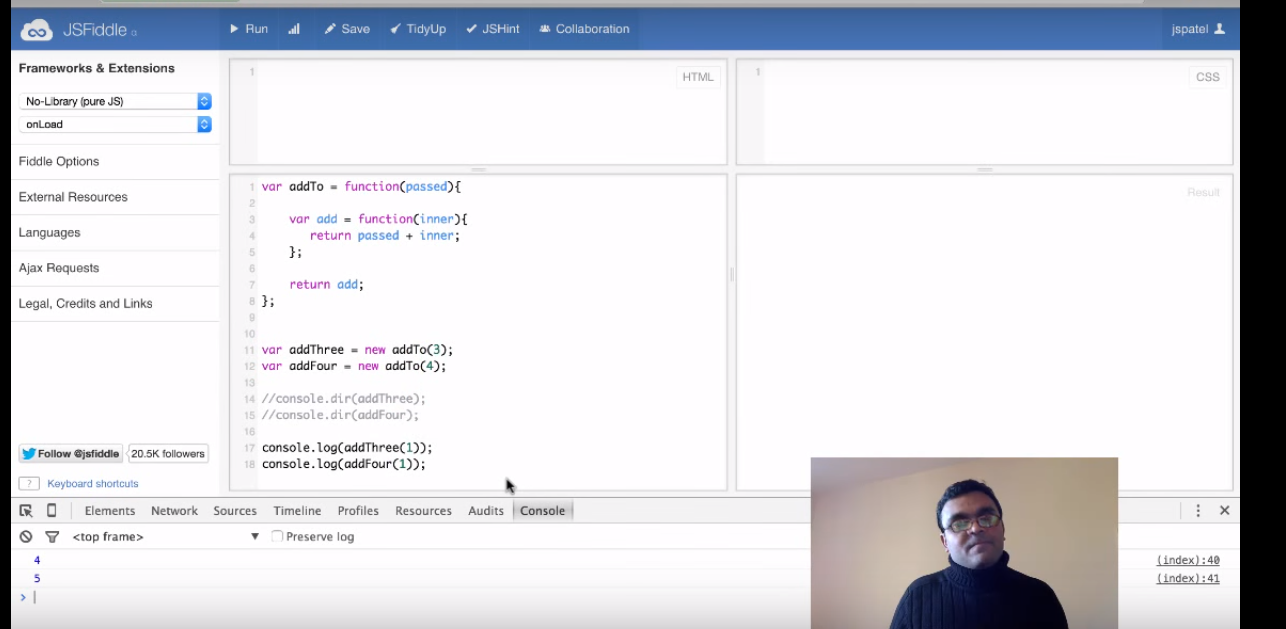 JSFiddle α
Run Save TidyUp JSHint Collaboration
jspatel
Frameworks & Extensions
No-Library (pure JS)
onLoad
Fiddle Options
External Resources
Languages
Ajax Requests
Legal, Credits and Links
Follow @jsfiddle 20.5K followers
? Keyboard shortcuts
1
HTML
1
CSS
1 var addTo = function(passed){
2
3 var add = function(inner){
4 return passed + inner;
5 };
6
7 return add;
8 };
9
10
11 var addThree = new addTo(3);
12 var addFour = new addTo(4);
13
14 //console.dir(addThree);
15 //console.dir(addFour);
16
17 console.log(addThree(1));
18 console.log(addFour(1));
Result
Elements Network Sources Timeline Profiles Resources Audits Console
<top frame> Preserve log
4 (index):40
5 (index):41
>